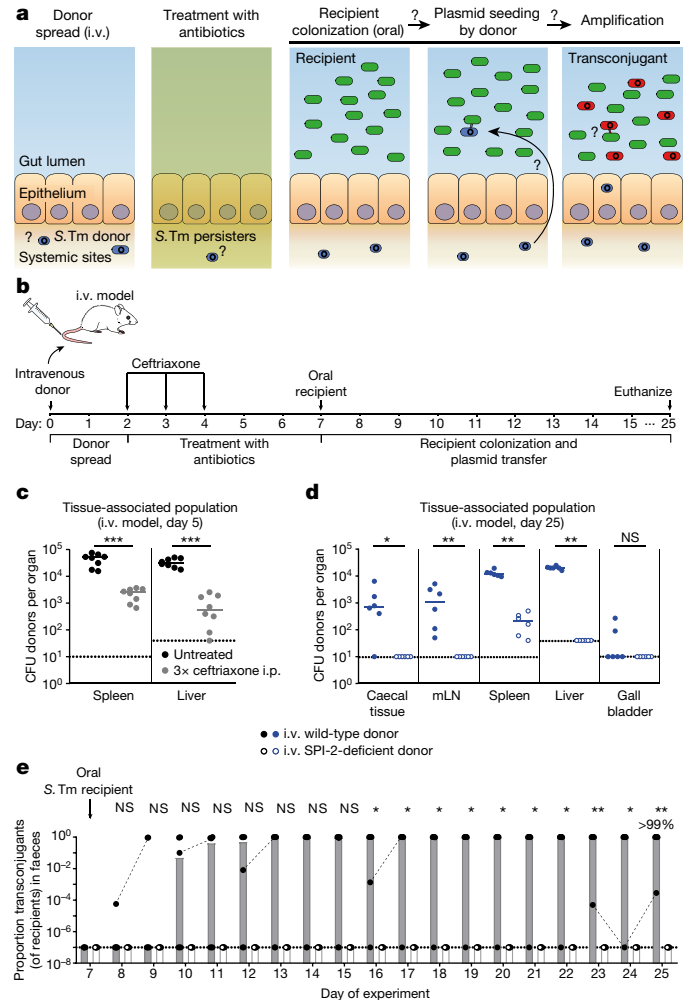 a
Donor
spread (i.v.)
Treatment with
antibiotics
Recipient
colonization (oral)
?
Plasmid seeding
by donor
?
Amplification
Recipient
Transconjugant
?
?
Gut lumen
Epithelium
? S.Tm donor
Systemic sites
S.Tm persisters
?
b
i.v. model
Intravenous
donor
Ceftriaxone
Oral
recipient
Euthanize
Day: 0 1 2 3 4 5 6 7 8 9 10 11 12 13 14 15 ··· 25
Donor
spread
Treatment with
antibiotics
Recipient colonization and
plasmid transfer
c
Tissue-associated population
(i.v. model, day 5)
*** ***
CFU donors per organ
10⁵
10⁴
10³
10²
10¹
10⁰
Untreated
3× ceftriaxone i.p.
Spleen Liver
d
Tissue-associated population
(i.v. model, day 25)
* ** ** ** NS
CFU donors per organ
10⁵
10⁴
10³
10²
10¹
10⁰
Caecal
tissue
mLN
Spleen
Liver
Gall
bladder
i.v. wild-type donor
i.v. SPI-2-deficient donor
e
Oral
S.Tm recipient
NS NS NS NS NS NS NS NS * * * * * * * ** * **
>99%
Proportion transconjugants
(of recipients) in faeces
10⁰
10⁻²
10⁻⁴
10⁻⁶
10⁻⁸
7 8 9 10 11 12 13 14 15 16 17 18 19 20 21 22 23 24 25
Day of experiment